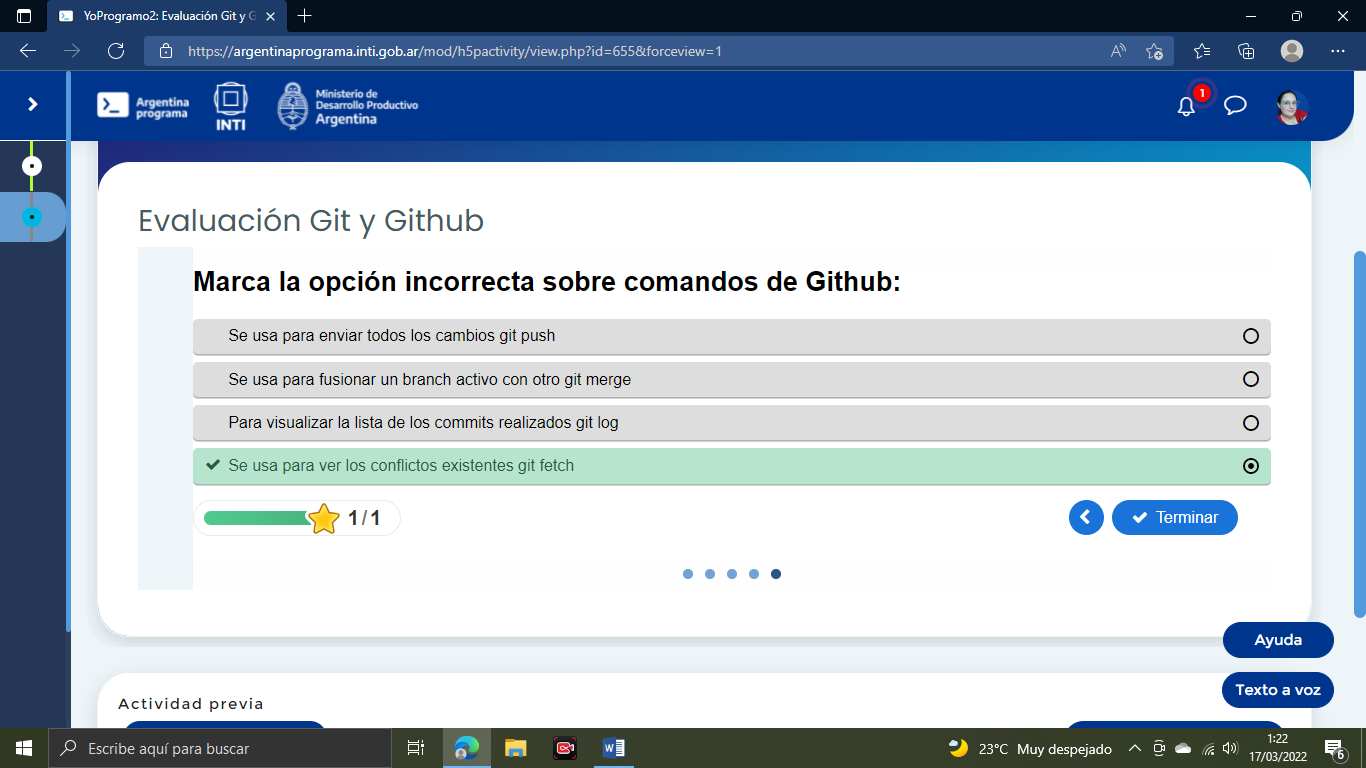 YoProgramo2: Evaluación Git y G
https://argentinaprograma.inti.gob.ar/mod/h5pactivity/view.php?id=655&forceview=1
Argentina
programa
INTI
Ministerio de
Desarrollo Productivo
Argentina
1
Evaluación Git y Github
Marca la opción incorrecta sobre comandos de Github:
Se usa para enviar todos los cambios git push
Se usa para fusionar un branch activo con otro git merge
Para visualizar la lista de los commits realizados git log
Se usa para ver los conflictos existentes git fetch
1/1
Terminar
Ayuda
Texto a voz
Actividad previa
Escribe aquí para buscar
23°C Muy despejado
1:22
17/03/2022
6